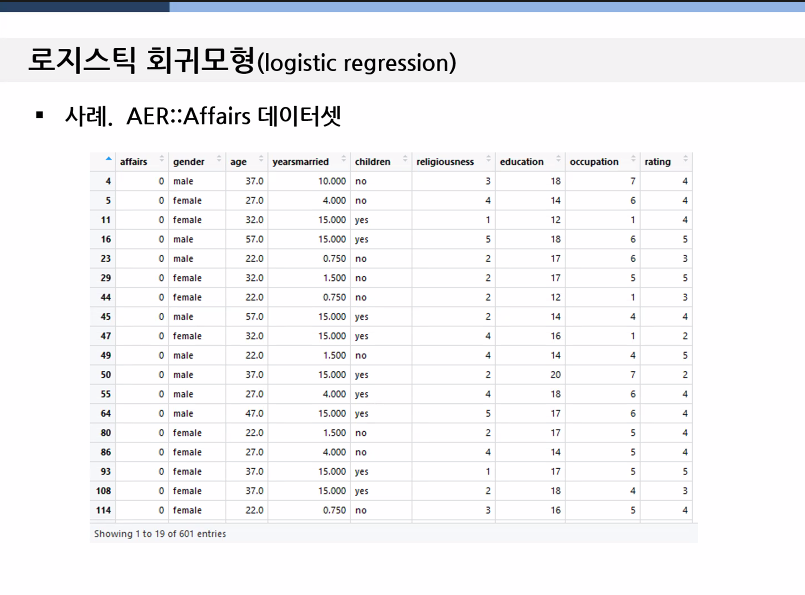 로지스틱 회귀모형(logistic regression)
▪ 사례. AER::Affairs 데이터셋
affairs gender age yearsmarried children religiousness education occupation rating
4 0 male 37.0 10.000 no 3 18 7 4
5 0 female 27.0 4.000 no 4 14 6 4
11 0 female 32.0 15.000 yes 1 12 1 4
16 0 male 57.0 15.000 yes 5 18 6 5
23 0 male 22.0 0.750 no 2 17 6 3
29 0 female 32.0 1.500 no 2 17 5 5
44 0 female 22.0 0.750 no 2 12 1 3
45 0 male 57.0 15.000 yes 2 14 4 4
47 0 female 32.0 15.000 yes 4 16 1 2
49 0 male 22.0 1.500 no 4 14 4 5
50 0 male 37.0 15.000 yes 2 20 7 2
55 0 male 27.0 4.000 yes 4 18 6 4
64 0 male 47.0 15.000 yes 5 17 6 4
80 0 female 22.0 1.500 no 2 17 5 4
86 0 female 27.0 4.000 no 4 14 5 4
93 0 female 37.0 15.000 yes 1 17 5 5
108 0 female 37.0 15.000 yes 2 18 4 3
114 0 female 22.0 0.750 no 3 16 5 4
Showing 1 to 19 of 601 entries